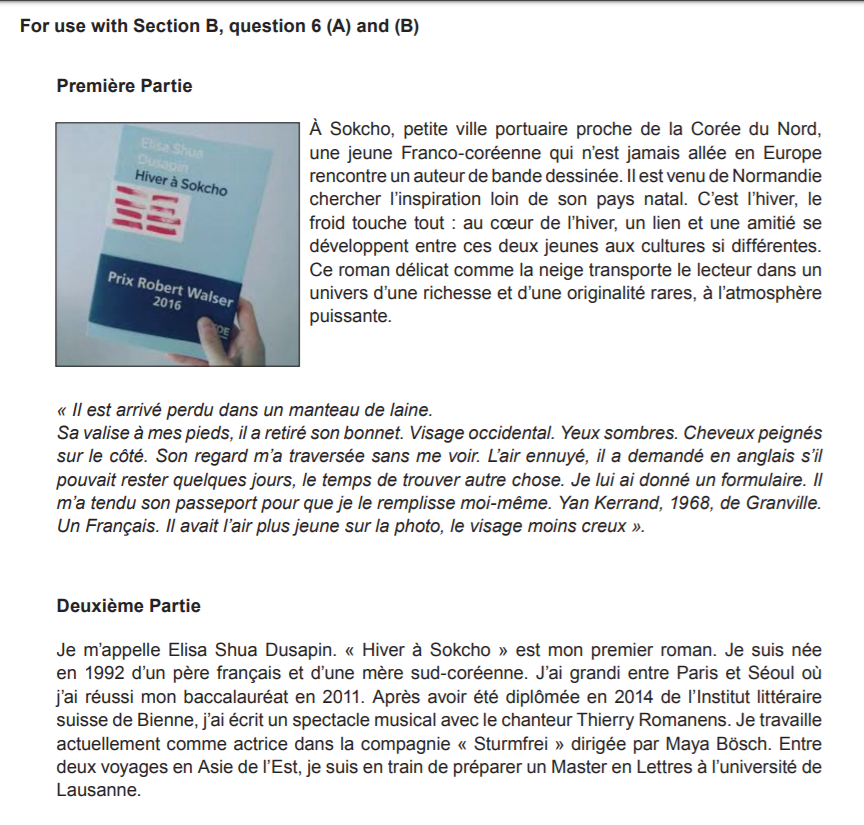 For use with Section B, question 6 (A) and (B)
Première Partie
Elisa Shua
Dusapin
Hiver à Sokcho
Prix Robert Walser
2016
À Sokcho, petite ville portuaire proche de la Corée du Nord,
une jeune Franco-coréenne qui n’est jamais allée en Europe
rencontre un auteur de bande dessinée. Il est venu de Normandie
chercher l’inspiration loin de son pays natal. C’est l’hiver, le
froid touche tout : au cœur de l’hiver, un lien et une amitié se
développent entre ces deux jeunes aux cultures si différentes.
Ce roman délicat comme la neige transporte le lecteur dans un
univers d’une richesse et d’une originalité rares, à l’atmosphère
puissante.
« Il est arrivé perdu dans un manteau de laine.
Sa valise à mes pieds, il a retiré son bonnet. Visage occidental. Yeux sombres. Cheveux peignés
sur le côté. Son regard m’a traversée sans me voir. L’air ennuyé, il a demandé en anglais s’il
pouvait rester quelques jours, le temps de trouver autre chose. Je lui ai donné un formulaire. Il
m’a tendu son passeport pour que je le remplisse moi-même. Yan Kerrand, 1968, de Granville.
Un Français. Il avait l’air plus jeune sur la photo, le visage moins creux ».
Deuxième Partie
Je m’appelle Elisa Shua Dusapin. « Hiver à Sokcho » est mon premier roman. Je suis née
en 1992 d’un père français et d’une mère sud-coréenne. J’ai grandi entre Paris et Séoul où
j’ai réussi mon baccalauréat en 2011. Après avoir été diplômée en 2014 de l’Institut littéraire
suisse de Bienne, j’ai écrit un spectacle musical avec le chanteur Thierry Romanens. Je travaille
actuellement comme actrice dans la compagnie « Sturmfrei » dirigée par Maya Bösch. Entre
deux voyages en Asie de l’Est, je suis en train de préparer un Master en Lettres à l’université de
Lausanne.